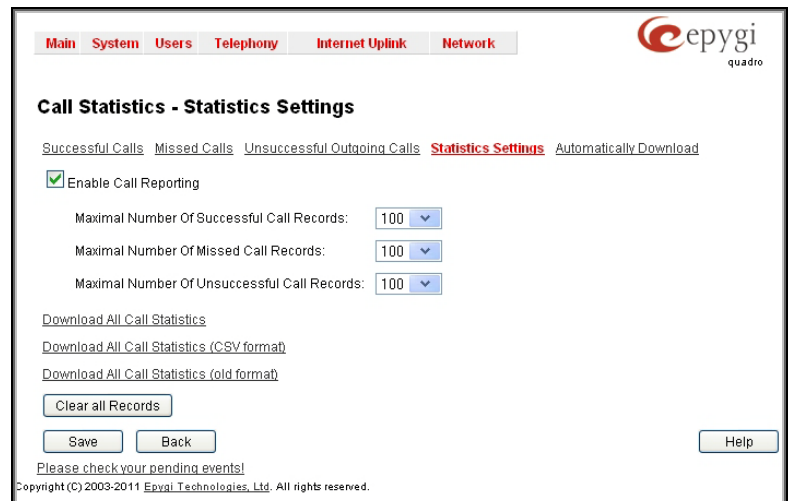 Main System Users Telephony Internet Uplink Network
epygi
quadro
Call Statistics - Statistics Settings
Successful Calls Missed Calls Unsuccessful Outgoing Calls Statistics Settings Automatically Download
Enable Call Reporting
Maximal Number Of Successful Call Records: 100
Maximal Number Of Missed Call Records: 100
Maximal Number Of Unsuccessful Call Records: 100
Download All Call Statistics
Download All Call Statistics (CSV format)
Download All Call Statistics (old format)
Clear all Records
Save Back Help
Please check your pending events!
Copyright (C) 2003-2011 Epygi Technologies, Ltd. All rights reserved.